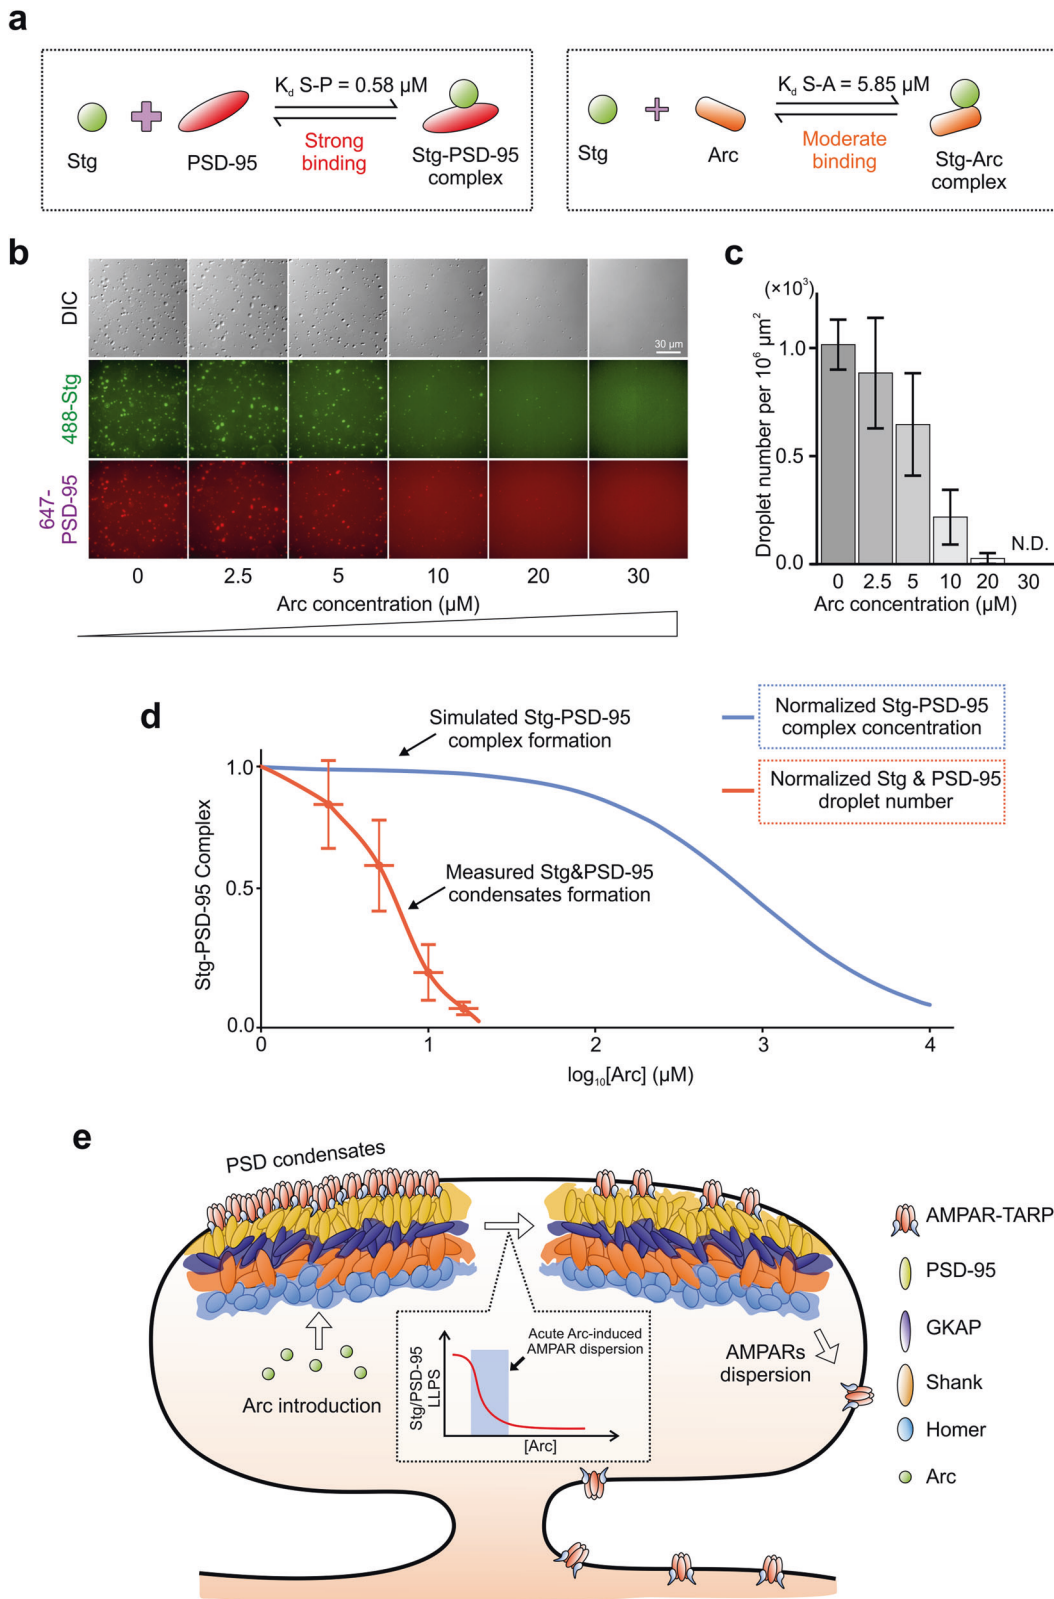 a
K_d S-P = 0.58 μM
Strong
binding
Stg
PSD-95
Stg-PSD-95
complex
K_d S-A = 5.85 μM
Moderate
binding
Stg
Arc
Stg-Arc
complex
b
DIC
488-Stg
647-
PSD-95
30 μm
0 2.5 5 10 20 30
Arc concentration (μM)
c
(×10³)
Droplet number per 10⁶ μm²
1.0
0.5
0.0
N.D.
0 2.5 5 10 20 30
Arc concentration (μM)
d
Simulated Stg-PSD-95
complex formation
Normalized Stg-PSD-95
complex concentration
Normalized Stg & PSD-95
droplet number
Measured Stg&PSD-95
condensates formation
Stg-PSD-95 Complex
1.0
0.5
0.0
0 1 2 3 4
log₁₀[Arc] (μM)
e
PSD condensates
Arc introduction
Acute Arc-induced
AMPAR dispersion
Stg/PSD-95
LLPS
[Arc]
AMPARs
dispersion
AMPAR-TARP
PSD-95
GKAP
Shank
Homer
Arc